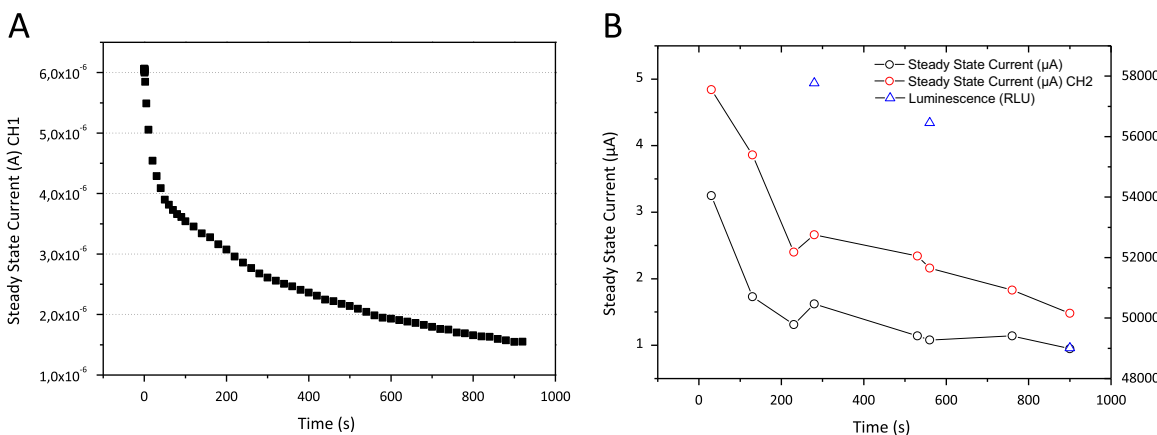 A
Steady State Current (A) CH1
6,0x10⁻⁶
5,0x10⁻⁶
4,0x10⁻⁶
3,0x10⁻⁶
2,0x10⁻⁶
1,0x10⁻⁶
0 200 400 600 800 1000
Time (s)
B
Steady State Current (µA)
Steady State Current (µA) CH2
Luminescence (RLU)
Steady State Current (µA)
5
4
3
2
1
58000
56000
54000
52000
50000
48000
0 200 400 600 800 1000
Time (s)